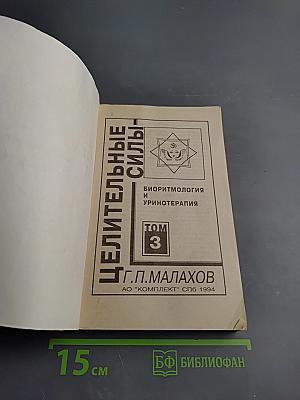 ЦЕЛИТЕЛЬНЫЕ
СИЛЫ
БИОРИТМОЛОГИЯ
И
УРИНОТЕРАПИЯ
ТОМ
3
Г.П.МАЛАХОВ
АО "КОМПЛЕКТ" СПб 1994
15 см
БФ БИБЛИОФАН